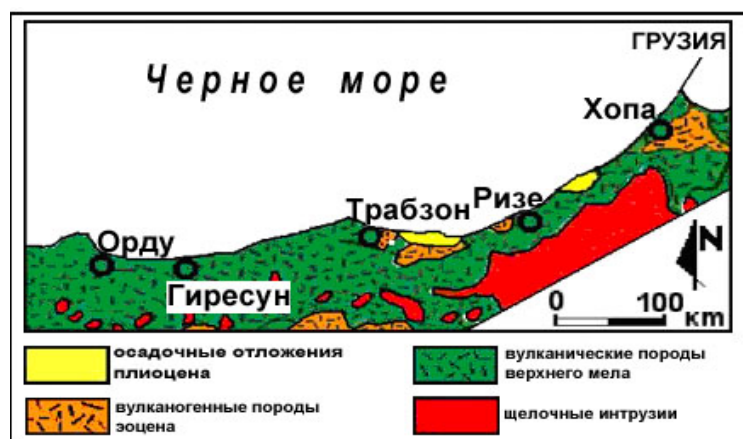 ГРУЗИЯ
Черное море
Хопа
Трабзон
Ризе
Орду
Гиресун
N
0 100
км
осадочные отложения
плиоцена
вулканические породы
верхнего мела
вулканогенные породы
эоцена
щелочные интрузии